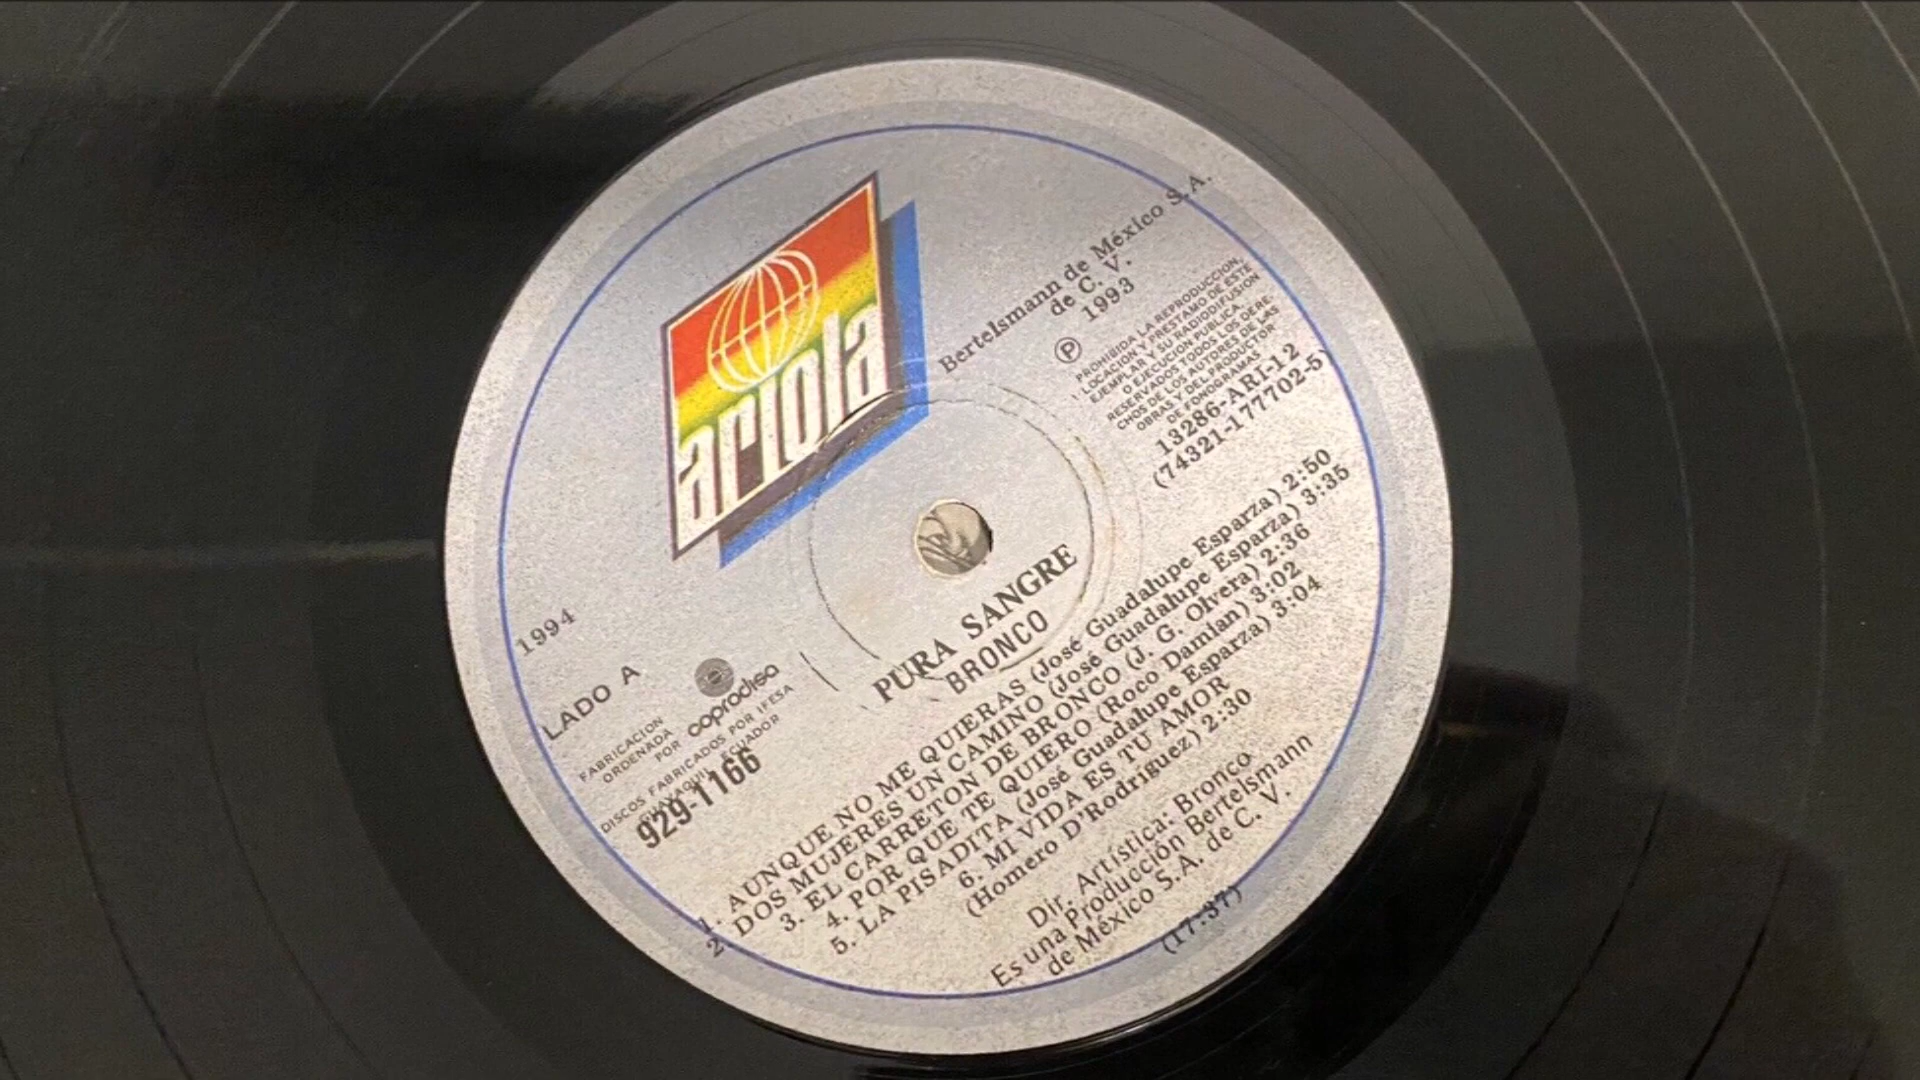 ariola
Bertelsmann de México S.A.
de C. V.
Ⓟ 1993
PROHIBIDA LA REPRODUCCION,
LOCACION Y PRESTAMO DE ESTE
EJEMPLAR Y SU RADIODIFUSION
O EJECUCION PUBLICA.
RESERVADOS TODOS LOS DERE-
CHOS DE LOS AUTORES DE LAS
OBRAS Y DEL PRODUCTOR
DE FONOGRAMAS
13286-ARI-12
(74321-177702-5)
1994
LADO A
FABRICACION
ORDENADA
POR coprodisa
DISCOS FABRICADOS POR IFESA
GUAYAQUIL ECUADOR
929-1166
PURA SANGRE
BRONCO
1. AUNQUE NO ME QUIERAS (José Guadalupe Esparza) 2:50
2. DOS MUJERES UN CAMINO (José Guadalupe Esparza) 3:35
3. EL CARRETON DE BRONCO (J. G. Olvera) 2:36
4. POR QUE TE QUIERO (Roco Damian) 3:02
5. LA PISADITA (José Guadalupe Esparza) 3:04
6. MI VIDA ES TU AMOR
(Homero D'Rodríguez) 2:30
Dir. Artística: Bronco
Es una Producción Bertelsmann
de México S.A. de C. V.
(17:37)